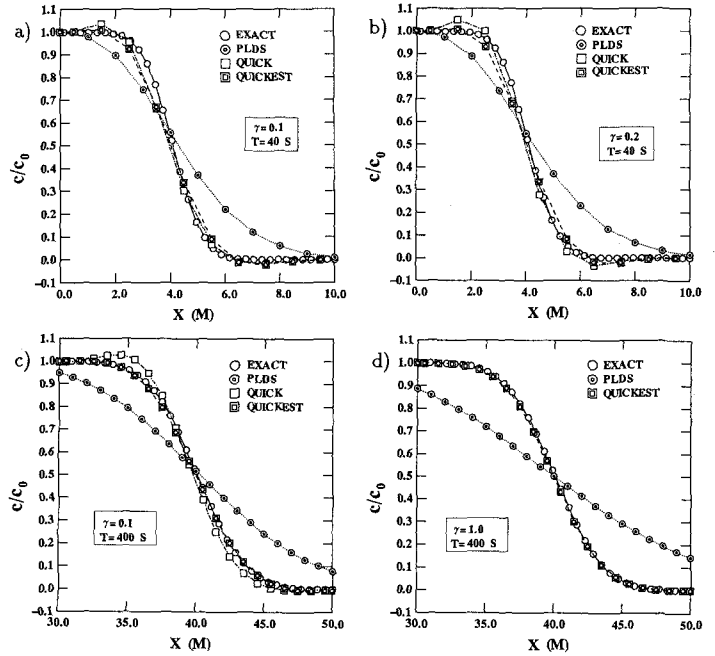 a)
1.1
1.0
0.9
0.8
0.7
0.6
0.5
0.4
0.3
0.2
0.1
0.0
−0.1
c/c₀
EXACT
PLDS
QUICK
QUICKEST
γ= 0.1
T= 40 S
0.0 2.0 4.0 6.0 8.0 10.0
X (M)
b)
1.1
1.0
0.9
0.8
0.7
0.6
0.5
0.4
0.3
0.2
0.1
0.0
−0.1
c/c₀
EXACT
PLDS
QUICK
QUICKEST
γ= 0.2
T= 40 S
0.0 2.0 4.0 6.0 8.0 10.0
X (M)
c)
1.1
1.0
0.9
0.8
0.7
0.6
0.5
0.4
0.3
0.2
0.1
0.0
−0.1
c/c₀
EXACT
PLDS
QUICK
QUICKEST
γ= 0.1
T= 400 S
30.0 35.0 40.0 45.0 50.0
X (M)
d)
1.1
1.0
0.9
0.8
0.7
0.6
0.5
0.4
0.3
0.2
0.1
0.0
−0.1
c/c₀
EXACT
PLDS
QUICKEST
γ= 1.0
T= 400 S
30.0 35.0 40.0 45.0 50.0
X (M)